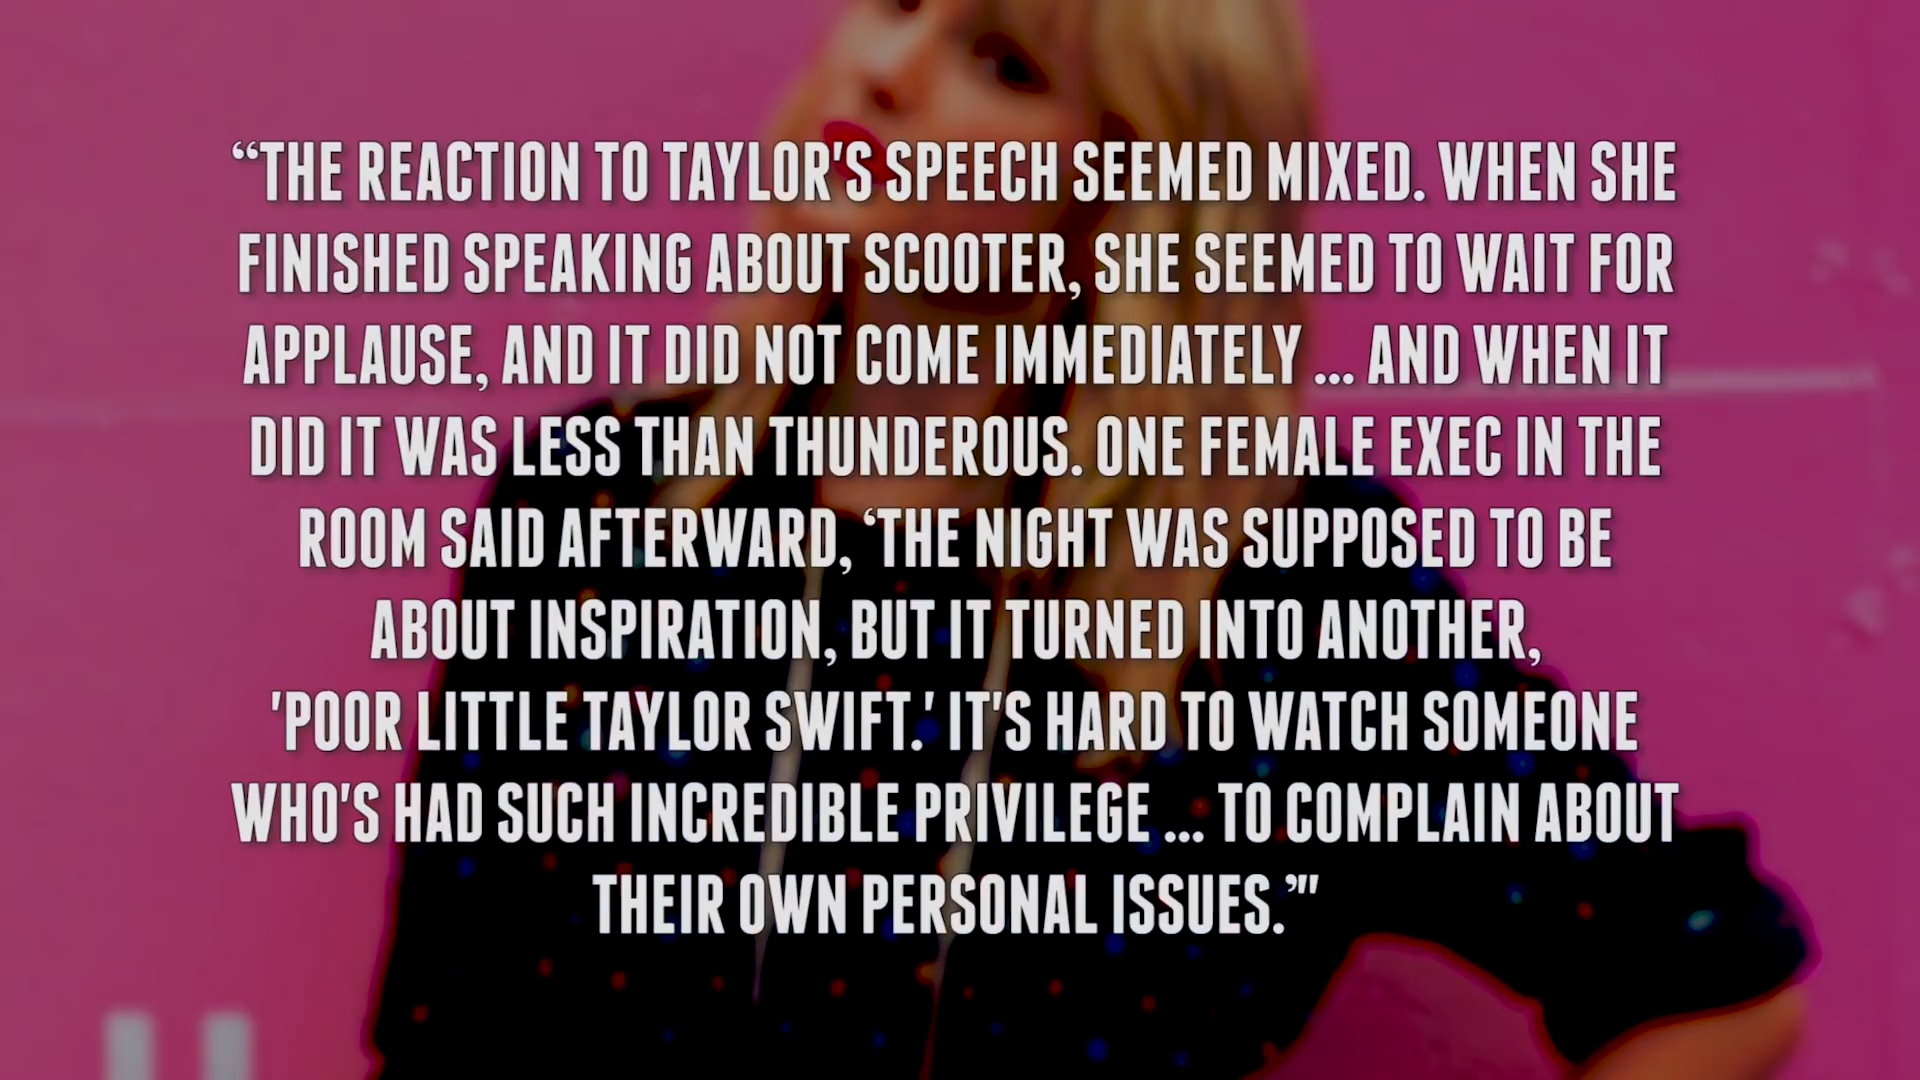 “THE REACTION TO TAYLOR'S SPEECH SEEMED MIXED. WHEN SHE
FINISHED SPEAKING ABOUT SCOOTER, SHE SEEMED TO WAIT FOR
APPLAUSE, AND IT DID NOT COME IMMEDIATELY ... AND WHEN IT
DID IT WAS LESS THAN THUNDEROUS. ONE FEMALE EXEC IN THE
ROOM SAID AFTERWARD, ‘THE NIGHT WAS SUPPOSED TO BE
ABOUT INSPIRATION, BUT IT TURNED INTO ANOTHER,
'POOR LITTLE TAYLOR SWIFT.' IT'S HARD TO WATCH SOMEONE
WHO'S HAD SUCH INCREDIBLE PRIVILEGE ... TO COMPLAIN ABOUT
THEIR OWN PERSONAL ISSUES.’"